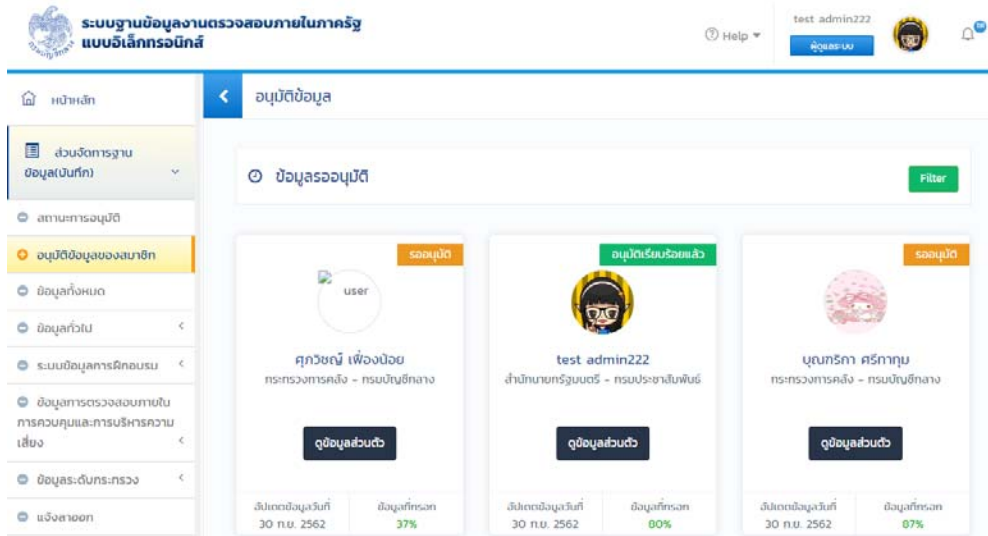 ระบบฐานข้อมูลงานตรวจสอบภายในภาครัฐ
แบบอิเล็กทรอนิกส์
Help
test admin222
ผู้ดูแลระบบ
หน้าหลัก
ส่วนจัดการฐาน
ข้อมูล(บันทึก)
สถานะการอนุมัติ
อนุมัติข้อมูลของสมาชิก
ข้อมูลทั้งหมด
ข้อมูลทั่วไป
ระบบข้อมูลการฝึกอบรม
ข้อมูลการตรวจสอบภายใน
การควบคุมและการบริหารความ
เสี่ยง
ข้อมูลระดับกระทรวง
แจ้งลาออก
อนุมัติข้อมูล
ข้อมูลรออนุมัติ
Filter
รออนุมัติ
user
ศุภวิชญ์ เฟื่องน้อย
กระทรวงการคลัง - กรมบัญชีกลาง
ดูข้อมูลส่วนตัว
อัปเดตข้อมูลวันที่
30 ก.ย. 2562
ข้อมูลที่กรอก
37%
อนุมัติเรียบร้อยแล้ว
test admin222
สำนักนายกรัฐมนตรี - กรมประชาสัมพันธ์
ดูข้อมูลส่วนตัว
อัปเดตข้อมูลวันที่
30 ก.ย. 2562
ข้อมูลที่กรอก
00%
รออนุมัติ
บุณฑริกา ศรีทาทุม
กระทรวงการคลัง - กรมบัญชีกลาง
ดูข้อมูลส่วนตัว
อัปเดตข้อมูลวันที่
30 ก.ย. 2562
ข้อมูลที่กรอก
07%